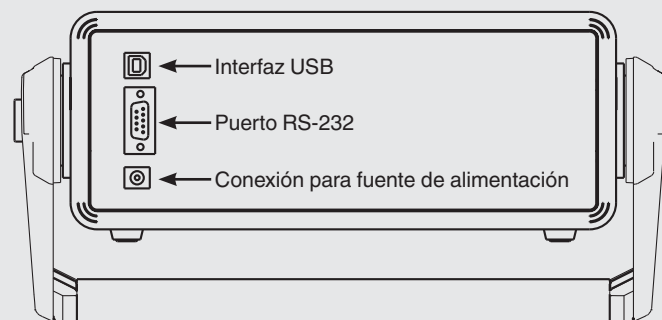 Interfaz USB
Puerto RS-232
Conexión para fuente de alimentación